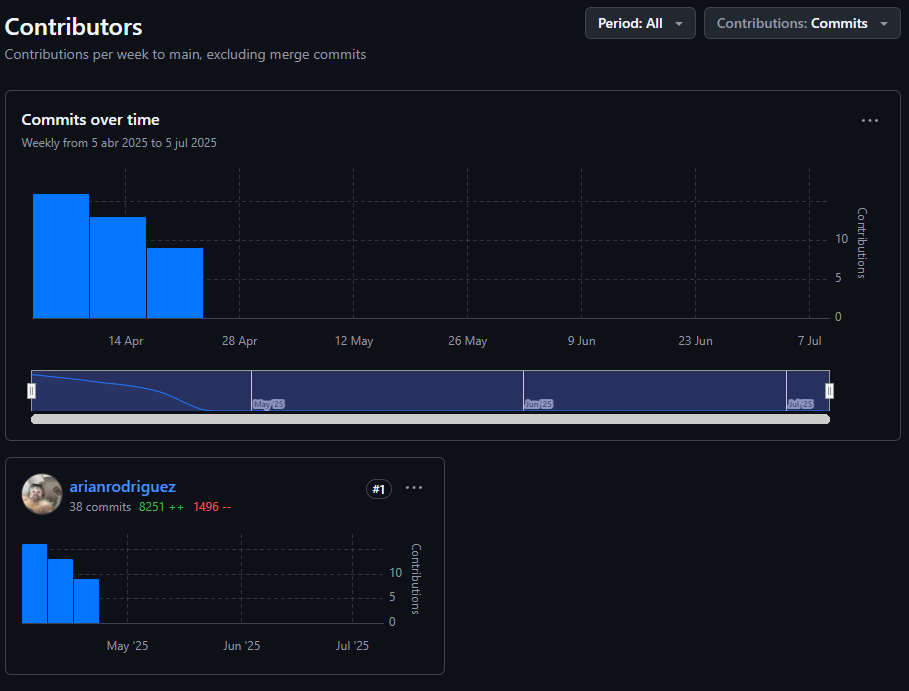 Contributors
Period: All
Contributions: Commits
Contributions per week to main, excluding merge commits
Commits over time
Weekly from 5 abr 2025 to 5 jul 2025
Contributions
10
5
0
14 Apr
28 Apr
12 May
26 May
9 Jun
23 Jun
7 Jul
May '25
Jun '25
Jul '25
arianrodriguez
#1
38 commits 8251 ++ 1496 --
Contributions
10
5
0
May '25
Jun '25
Jul '25